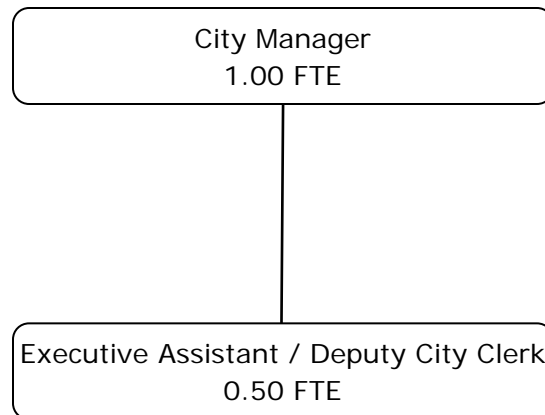 City Manager
1.00 FTE
Executive Assistant / Deputy City Clerk
0.50 FTE